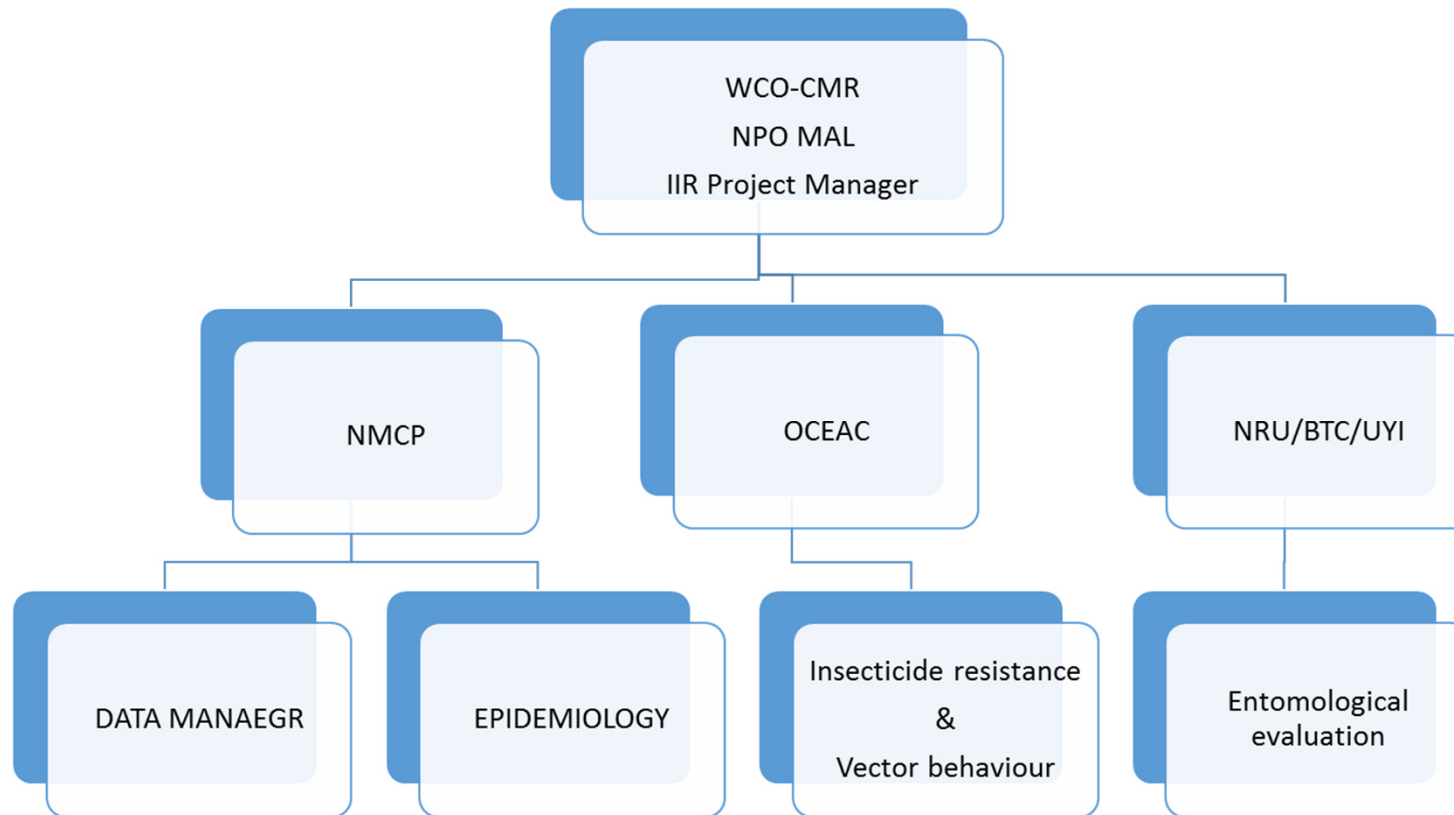 WCO-CMR
NPO MAL
IIR Project Manager
NMCP
OCEAC
NRU/BTC/UYI
DATA MANAEGR
EPIDEMIOLOGY
Insecticide resistance
&
Vector behaviour
Entomological
evaluation